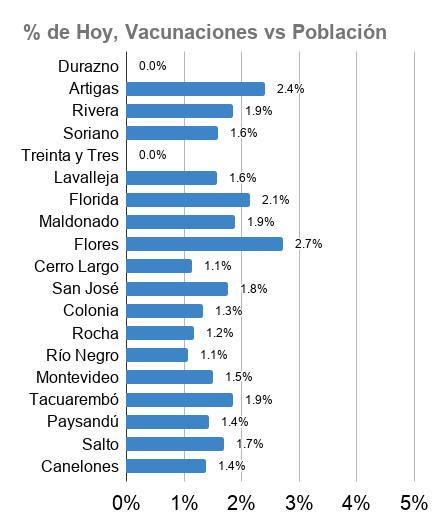 % de Hoy, Vacunaciones vs Población
Durazno 0.0%
Artigas 2.4%
Rivera 1.9%
Soriano 1.6%
Treinta y Tres 0.0%
Lavalleja 1.6%
Florida 2.1%
Maldonado 1.9%
Flores 2.7%
Cerro Largo 1.1%
San José 1.8%
Colonia 1.3%
Rocha 1.2%
Río Negro 1.1%
Montevideo 1.5%
Tacuarembó 1.9%
Paysandú 1.4%
Salto 1.7%
Canelones 1.4%
0% 1% 2% 3% 4% 5%